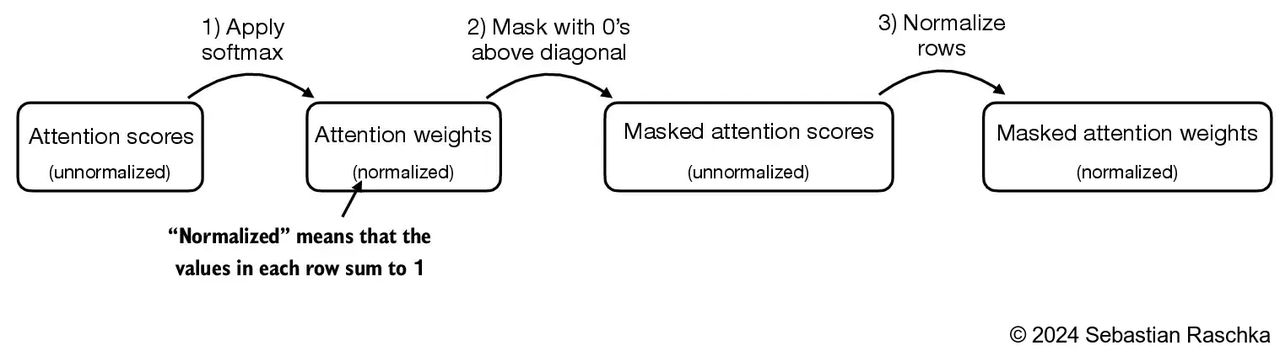 1) Apply
softmax
2) Mask with 0's
above diagonal
3) Normalize
rows
Attention scores
(unnormalized)
Attention weights
(normalized)
Masked attention scores
(unnormalized)
Masked attention weights
(normalized)
“Normalized” means that the
values in each row sum to 1
© 2024 Sebastian Raschka